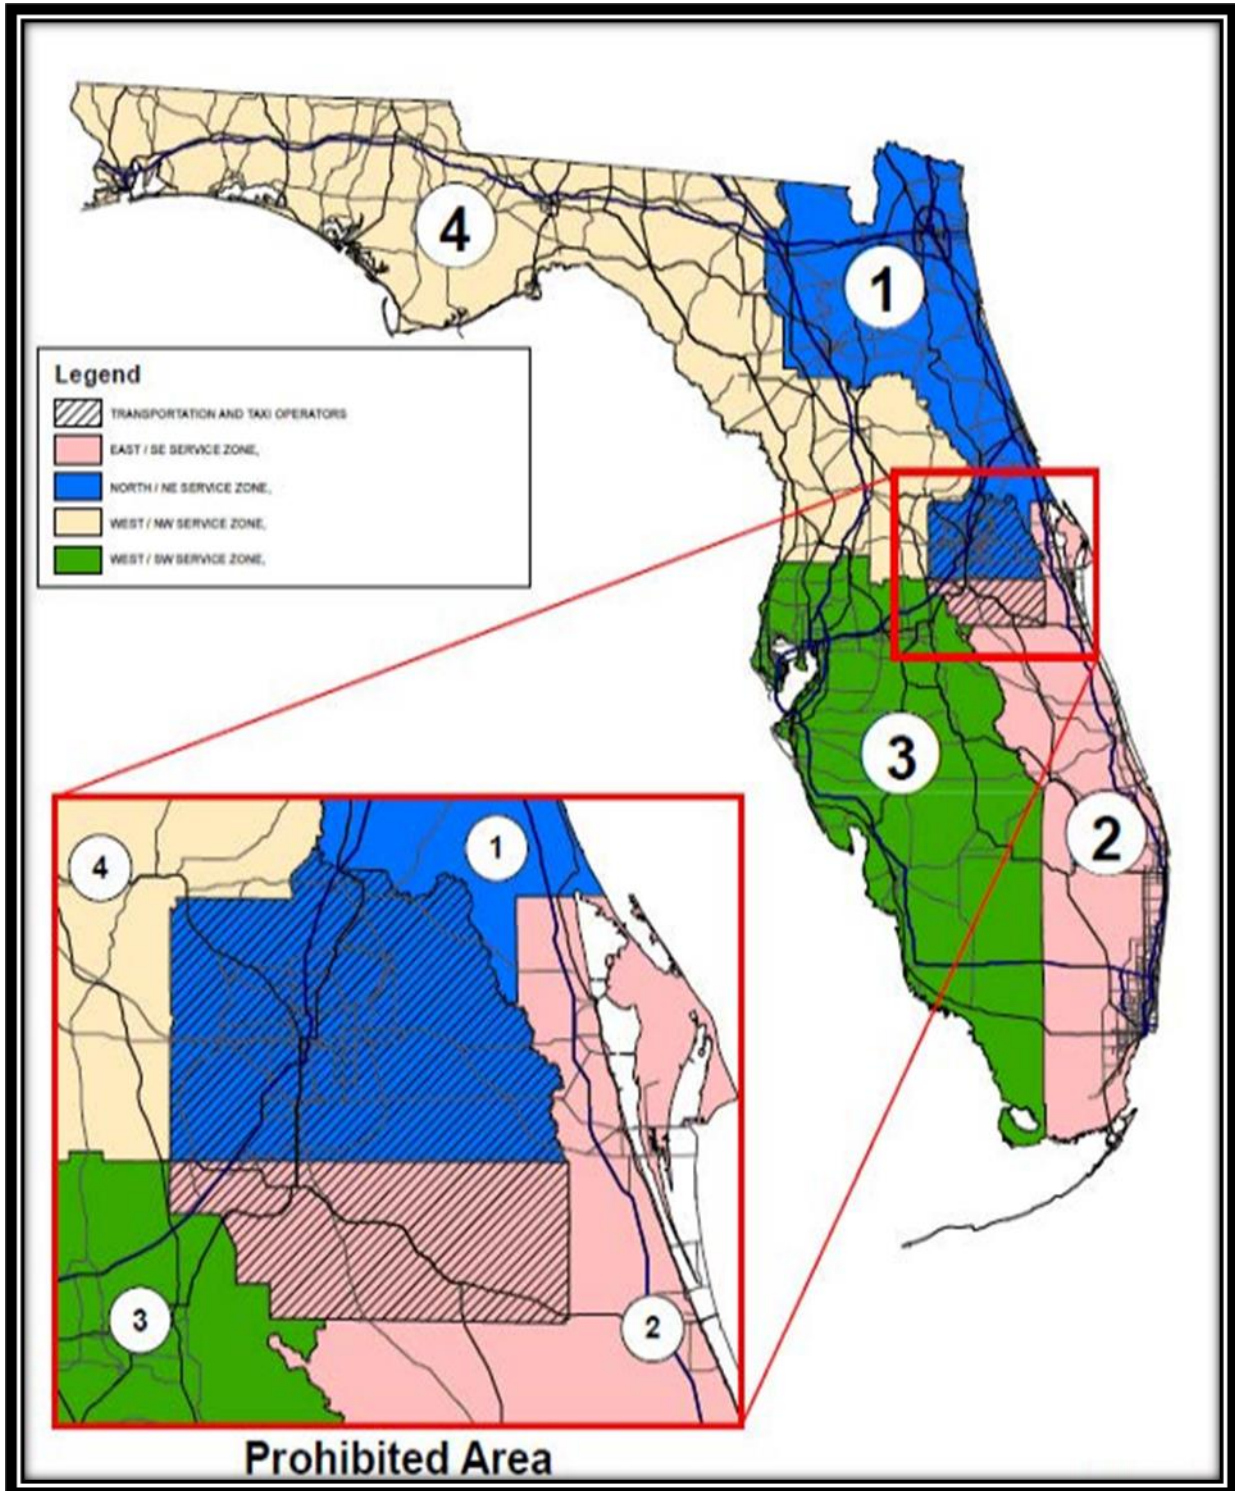 4
1
Legend
TRANSPORTATION AND TAXI OPERATORS
EAST / SE SERVICE ZONE,
NORTH / NE SERVICE ZONE,
WEST / NW SERVICE ZONE,
WEST / SW SERVICE ZONE,
3
2
4
1
3
2
Prohibited Area